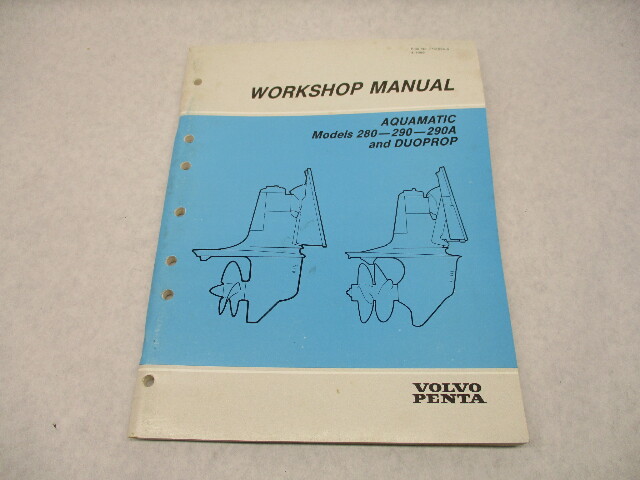 WORKSHOP MANUAL
AQUAMATIC
Models 280—290—290A
and DUOPROP
VOLVO
PENTA